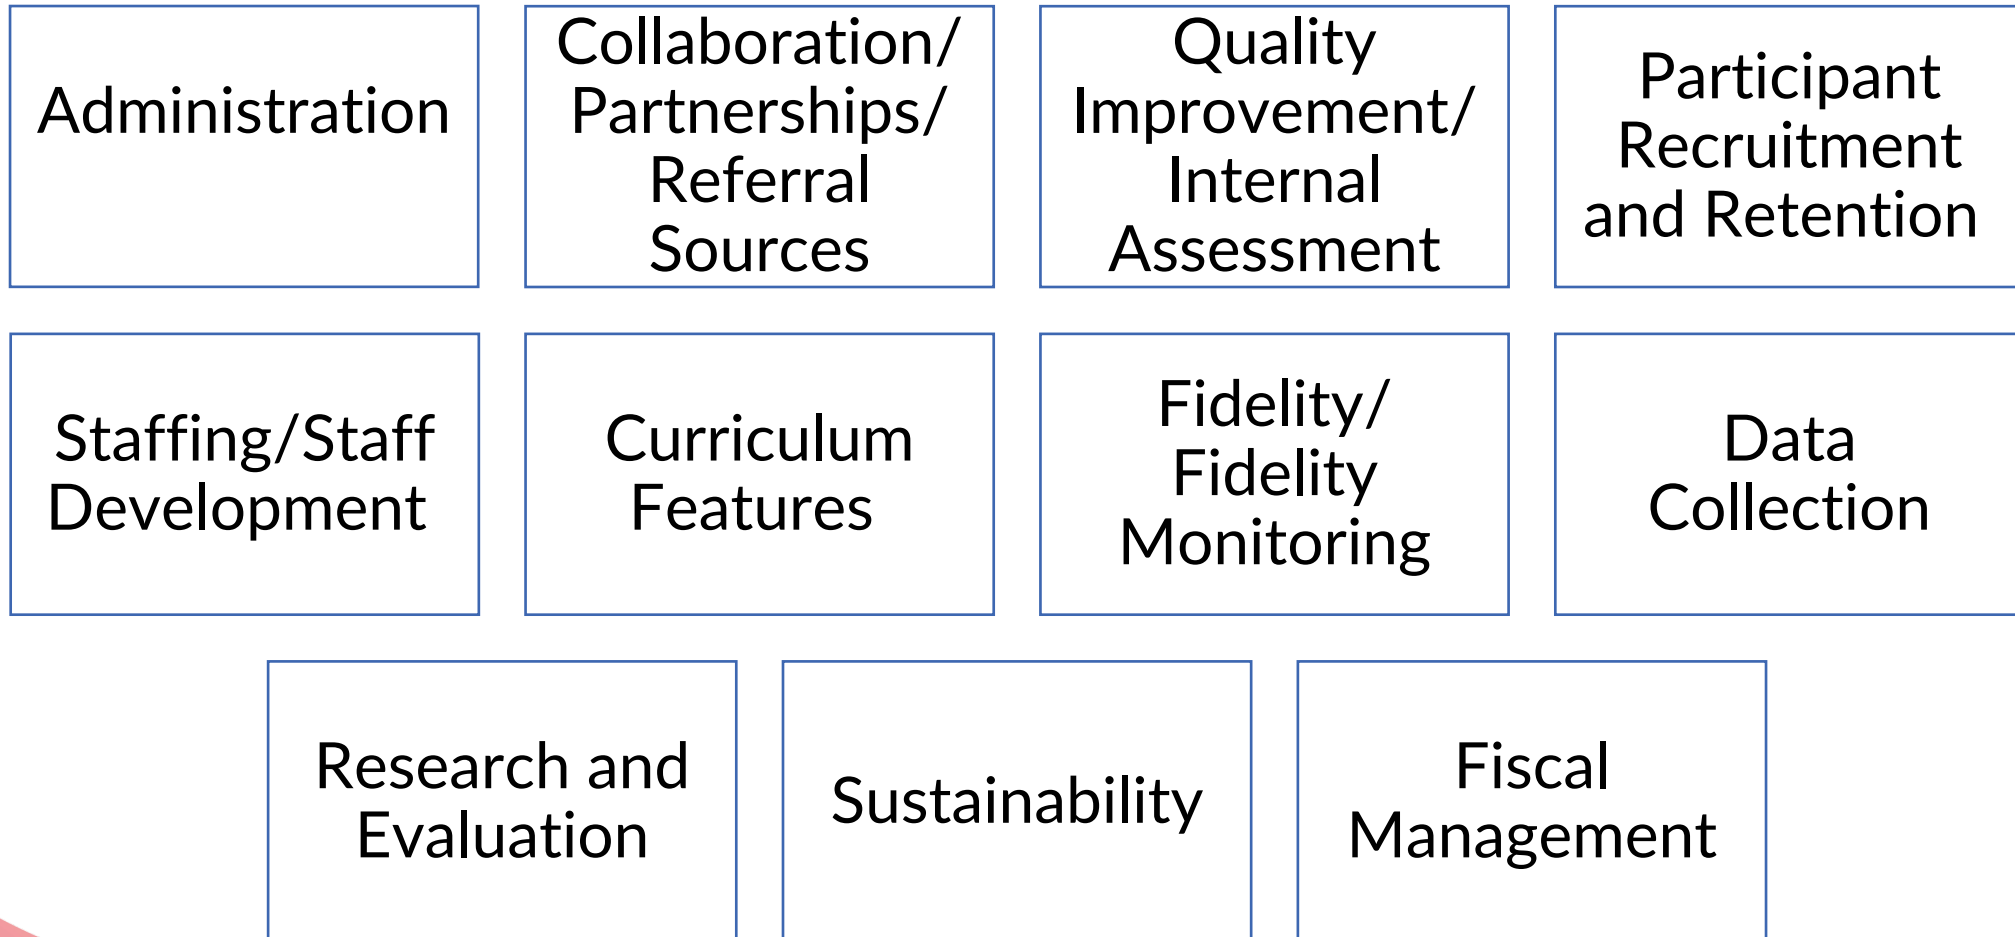 Administration
Collaboration/
Partnerships/
Referral
Sources
Quality
Improvement/
Internal
Assessment
Participant
Recruitment
and Retention
Staffing/Staff
Development
Curriculum
Features
Fidelity/
Fidelity
Monitoring
Data
Collection
Research and
Evaluation
Sustainability
Fiscal
Management